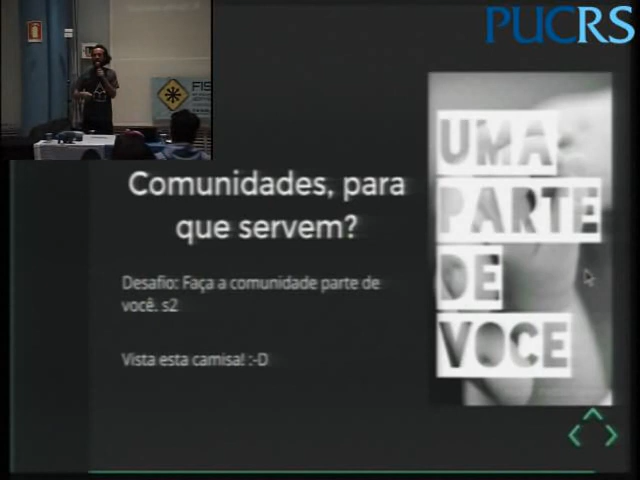 PUCRS
FIS
Comunidades, para
que servem?
Desafio: Faça a comunidade parte de
você. s2
Vista esta camisa! :-D
UMA
PARTE
DE
VOCE